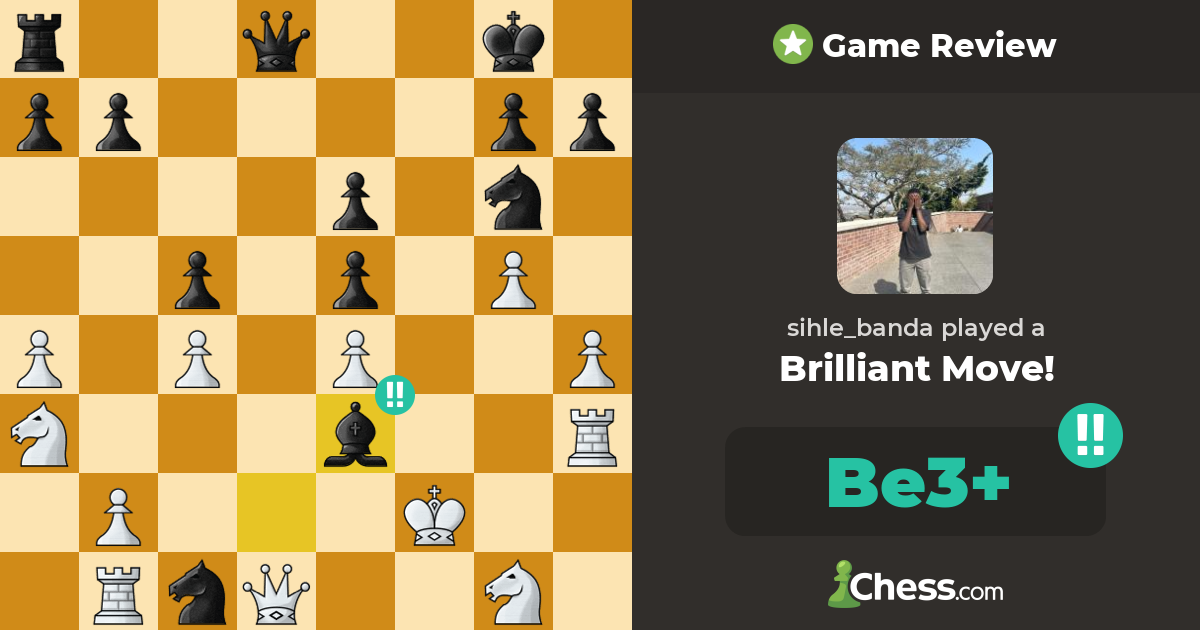 Game Review
sihle_banda played a
Brilliant Move!
!!
!!
Be3+
Chess.com